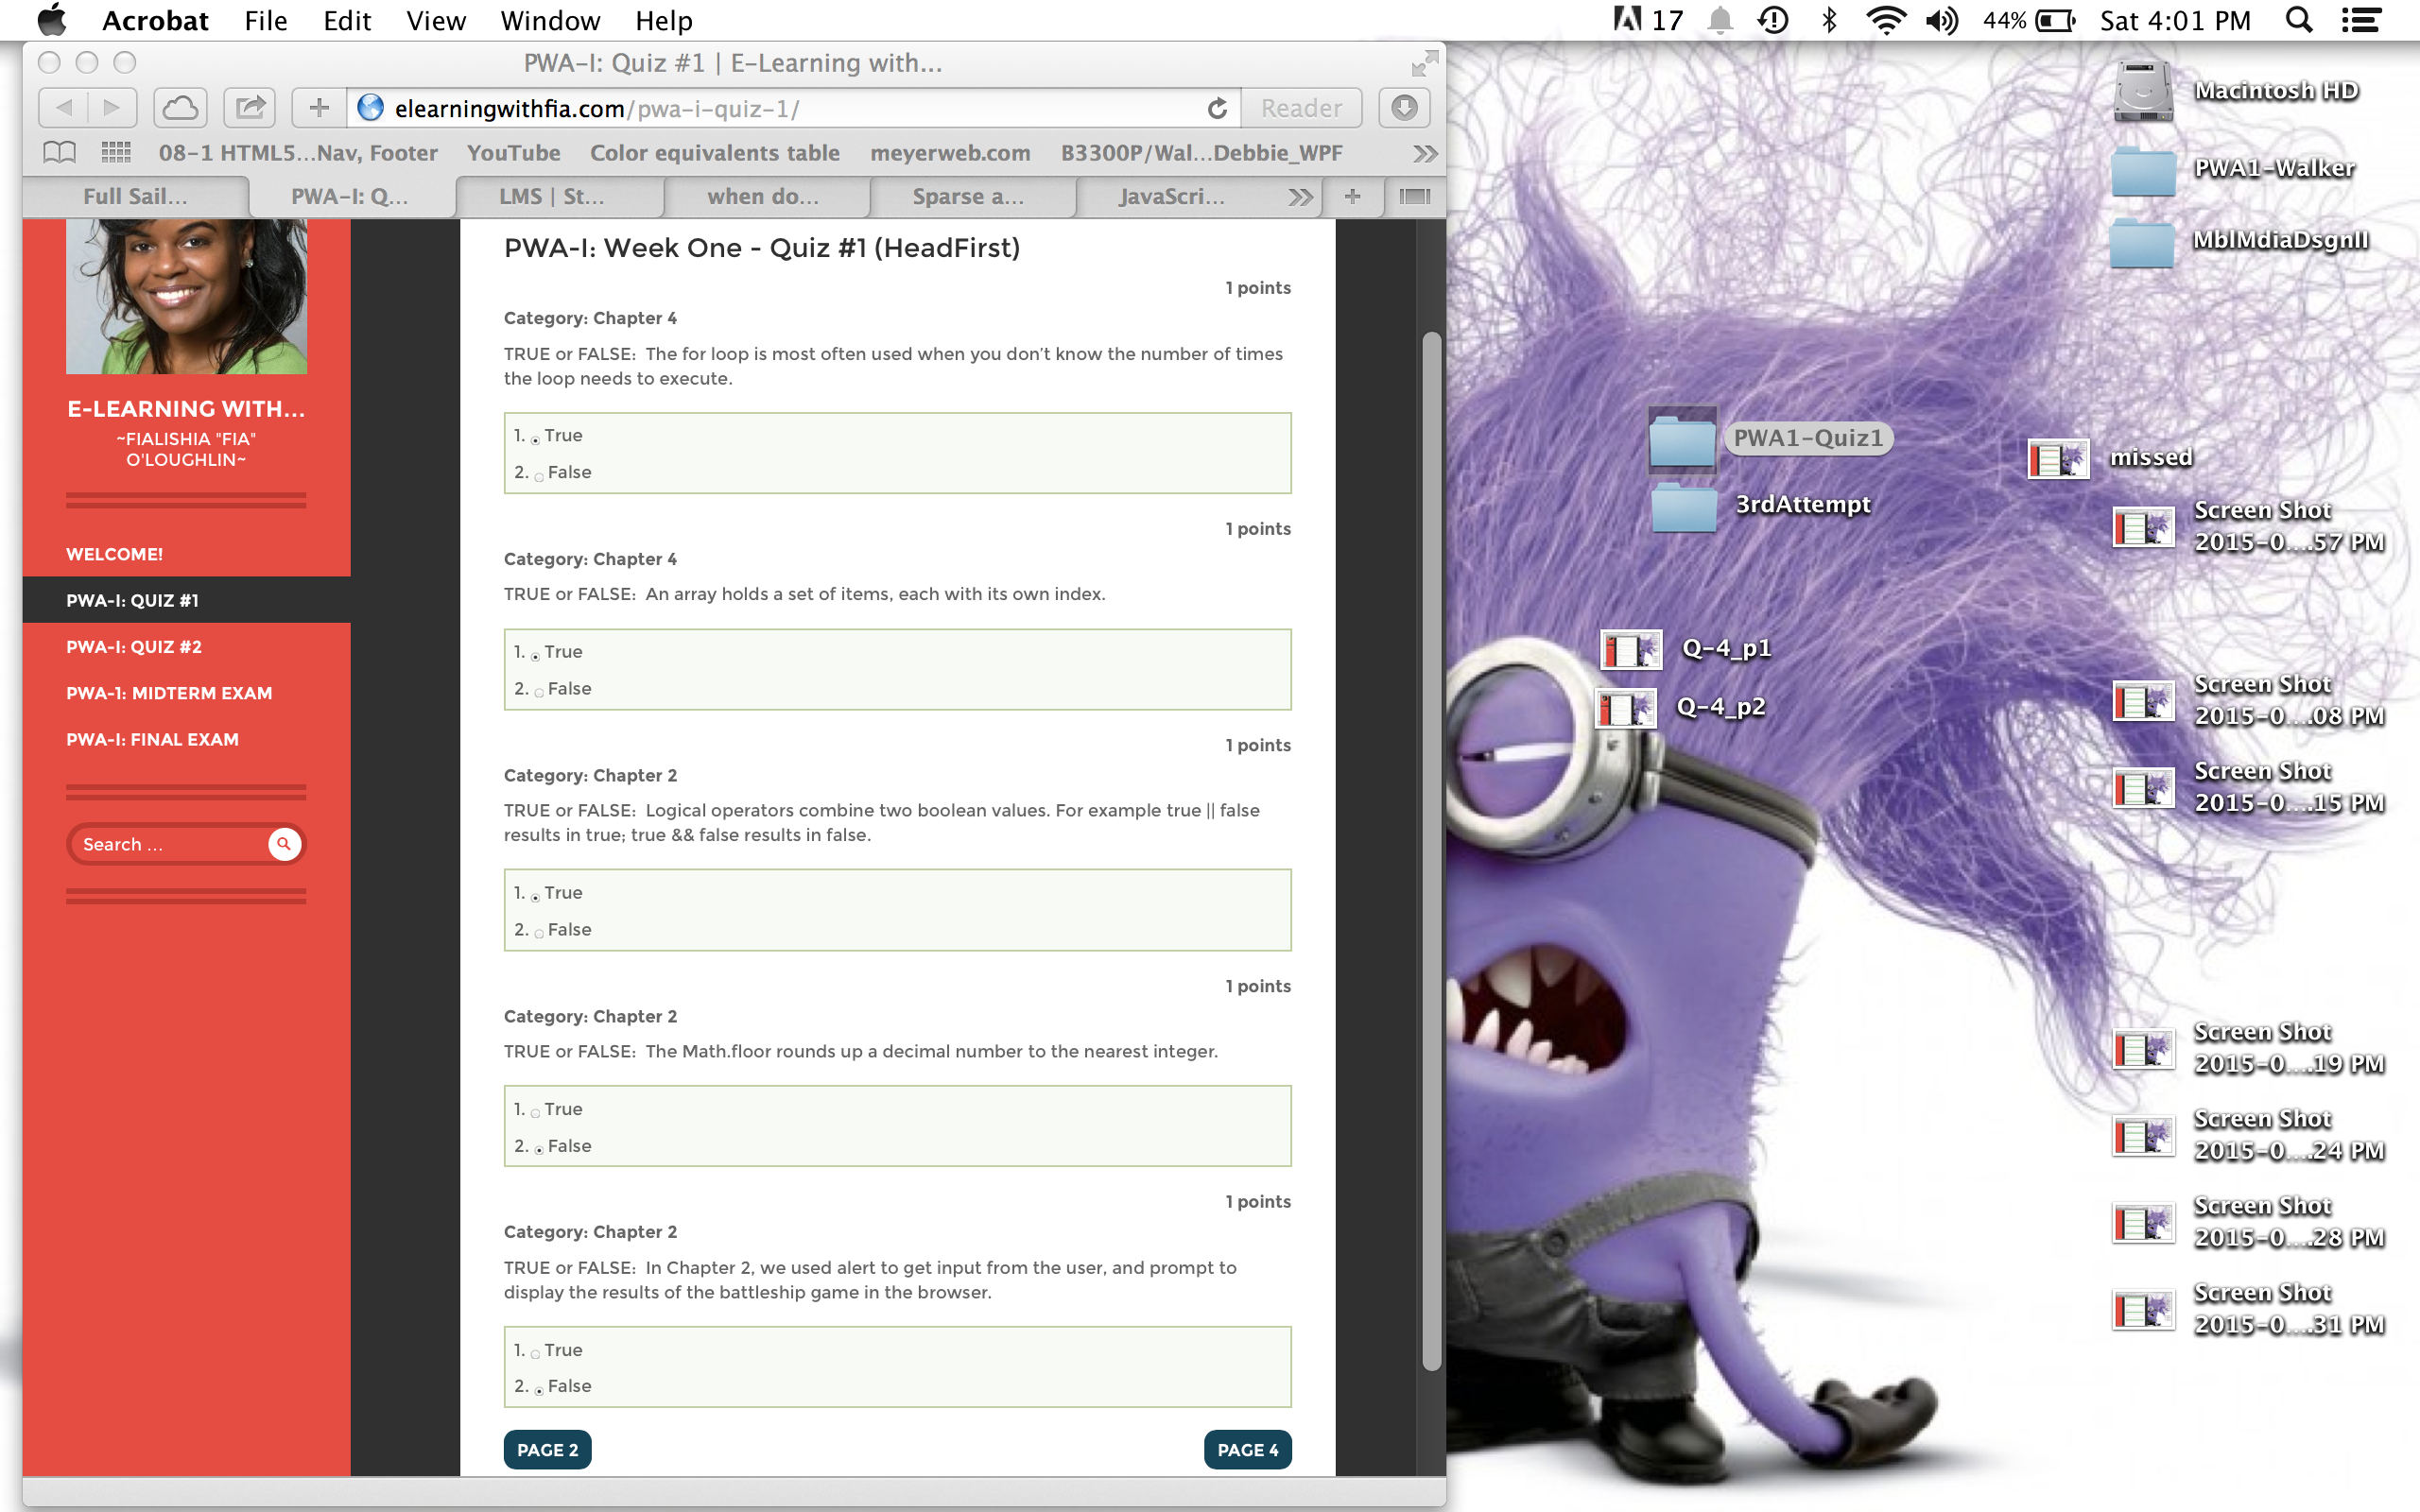 Acrobat File Edit View Window Help
17 44% Sat 4:01 PM
PWA-I: Quiz #1 | E-Learning with...
elearningwithfia.com/pwa-i-quiz-1/
Reader
08-1 HTML5...Nav, Footer YouTube Color equivalents table meyerweb.com B3300P/Wal...Debbie_WPF
Full Sail... PWA-I: Q... LMS | St... when do... Sparse a... JavaScri...
E-LEARNING WITH...
~FIALISHIA "FIA"
O'LOUGHLIN~
WELCOME!
PWA-I: QUIZ #1
PWA-I: QUIZ #2
PWA-1: MIDTERM EXAM
PWA-I: FINAL EXAM
Search ...
PWA-I: Week One - Quiz #1 (HeadFirst)
1 points
Category: Chapter 4
TRUE or FALSE: The for loop is most often used when you don’t know the number of times
the loop needs to execute.
1. True
2. False
1 points
Category: Chapter 4
TRUE or FALSE: An array holds a set of items, each with its own index.
1. True
2. False
1 points
Category: Chapter 2
TRUE or FALSE: Logical operators combine two boolean values. For example true || false
results in true; true && false results in false.
1. True
2. False
1 points
Category: Chapter 2
TRUE or FALSE: The Math.floor rounds up a decimal number to the nearest integer.
1. True
2. False
1 points
Category: Chapter 2
TRUE or FALSE: In Chapter 2, we used alert to get input from the user, and prompt to
display the results of the battleship game in the browser.
1. True
2. False
PAGE 2
PAGE 4
Macintosh HD
PWA1-Walker
MblMdiaDsgnII
PWA1-Quiz1
missed
3rdAttempt
Screen Shot
2015-0....57 PM
Q-4_p1
Q-4_p2
Screen Shot
2015-0....08 PM
Screen Shot
2015-0....15 PM
Screen Shot
2015-0....19 PM
Screen Shot
2015-0....24 PM
Screen Shot
2015-0....28 PM
Screen Shot
2015-0....31 PM